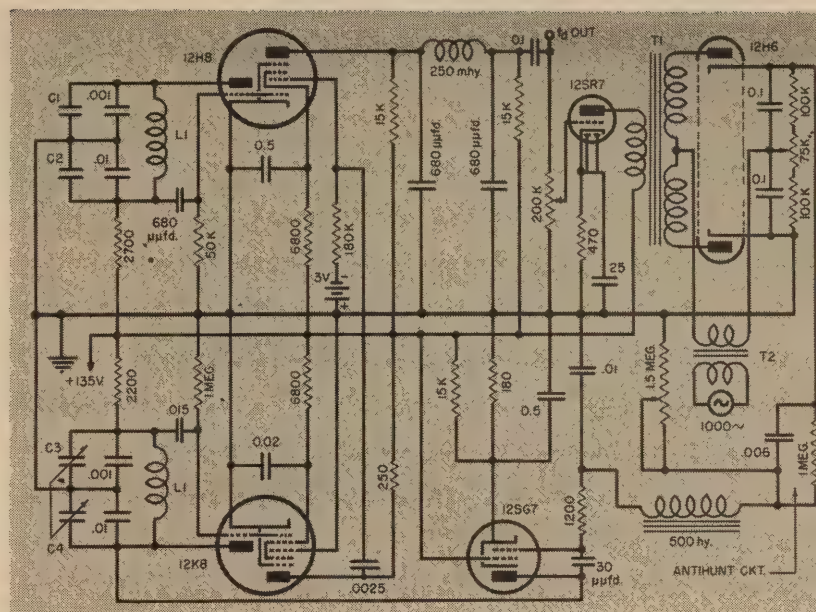 12H8
T1
12H6
.1
f_d OUT
250 mhy.
12SR7
C1
.001
L1
15K
15K
0.1
100K
C2
.01
0.5
680 μμfd.
680 μμfd.
75K
0.1
100K
680
μμfd.
200K
2700
50K
6800
180K
470
25
3V
-
+
+135V.
2200
1 MEG.
6800
15K
180
.01
1.5 MEG.
T2
.015
0.5
1000~
C3
.001
L1
0.02
250
.006
1 MEG.
C4
.01
1200
12K8
.0025
12SG7
500 hy.
30
μμfd.
ANTIHUNT CKT.